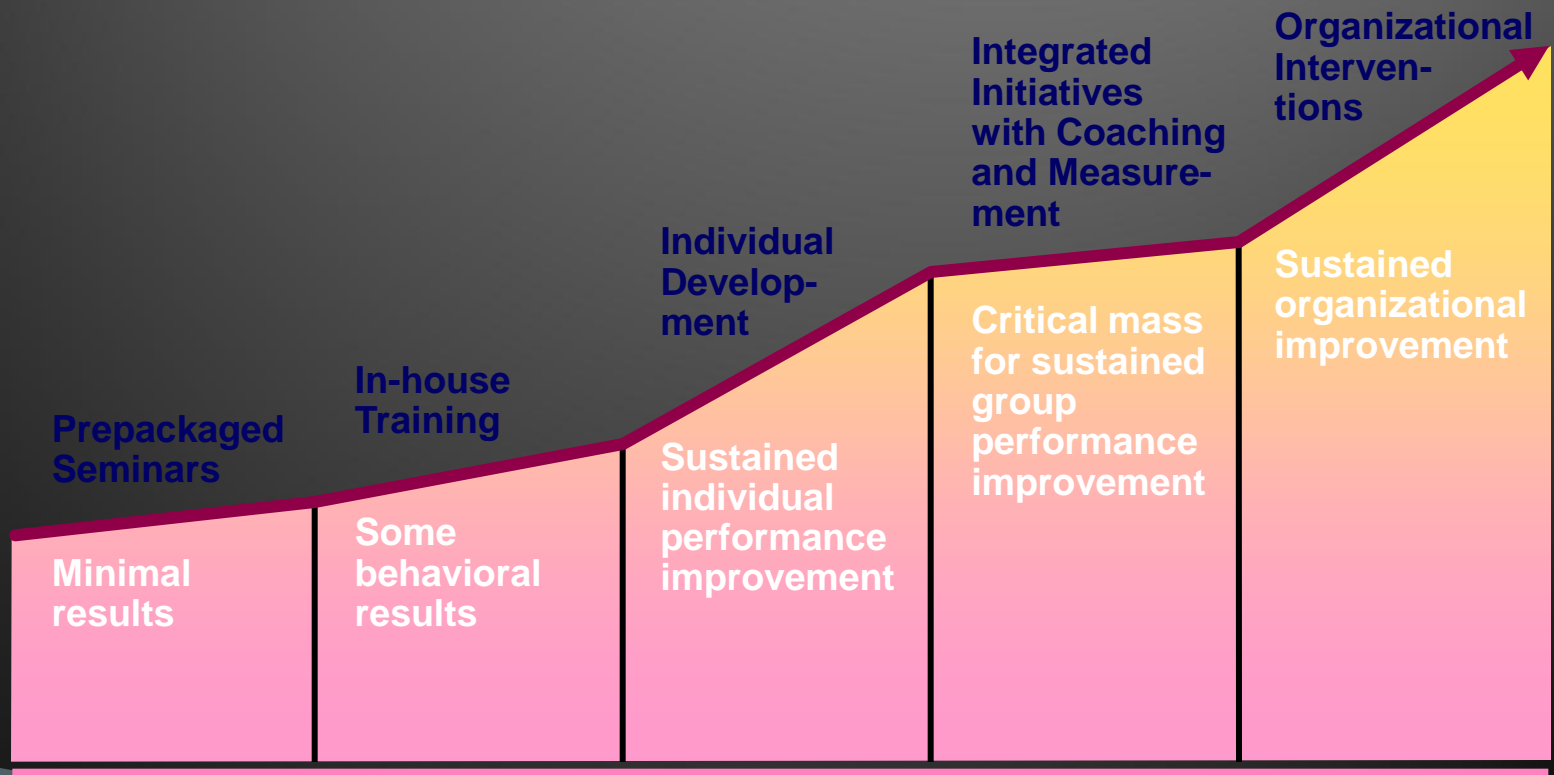 Prepackaged
Seminars
Minimal
results
In-house
Training
Some
behavioral
results
Individual
Develop-
ment
Sustained
individual
performance
improvement
Integrated
Initiatives
with Coaching
and Measure-
ment
Critical mass
for sustained
group
performance
improvement
Organizational
Interven-
tions
Sustained
organizational
improvement